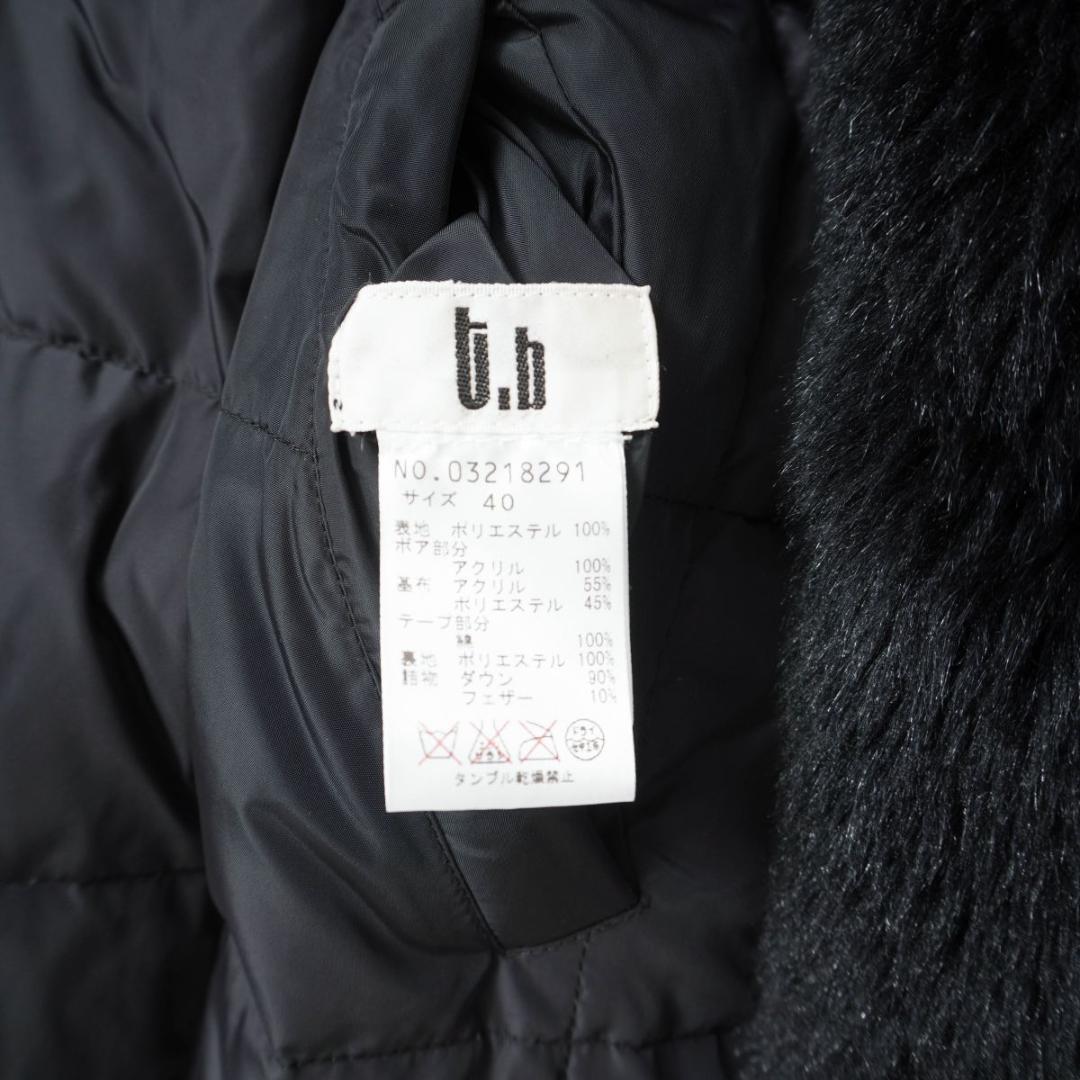 t.b
NO.03218291
サイズ 40
表地 ポリエステル 100%
ボア部分
アクリル 100%
基布 アクリル 55%
ポリエステル 45%
テープ部分
綿 100%
裏地 ポリエステル 100%
詰物 ダウン 90%
フェザー 10%
ドライ
タンブル乾燥禁止